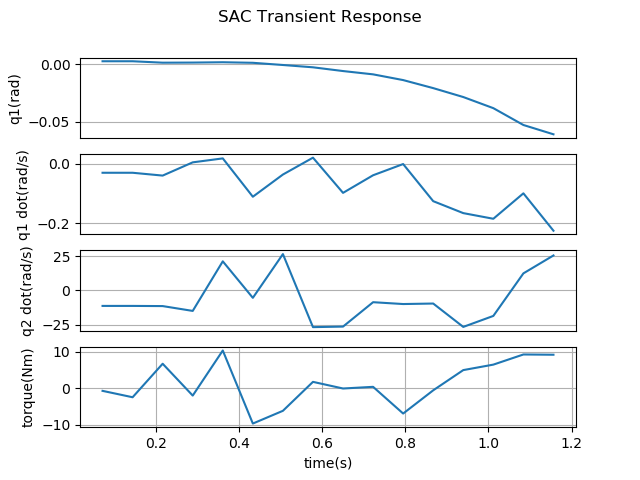 SAC Transient Response
q1(rad)
0.00
−0.05
q1 dot(rad/s)
0.0
−0.2
q2 dot(rad/s)
25
0
−25
torque(Nm)
10
0
−10
0.2 0.4 0.6 0.8 1.0 1.2
time(s)